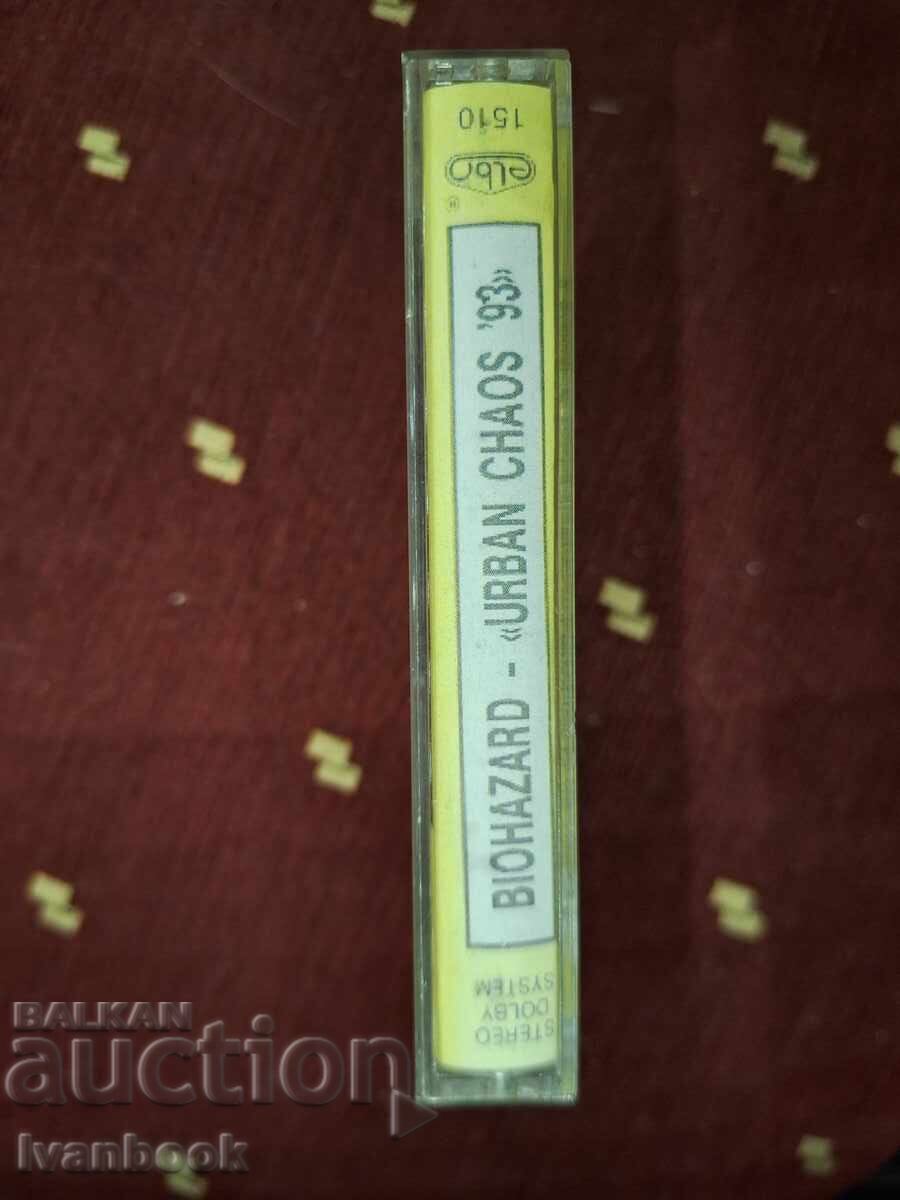 1510
elbo
®
BIOHAZARD - «URBAN CHAOS '93»
STEREO
DOLBY
SYSTEM
BALKAN
auction
Ivanbook